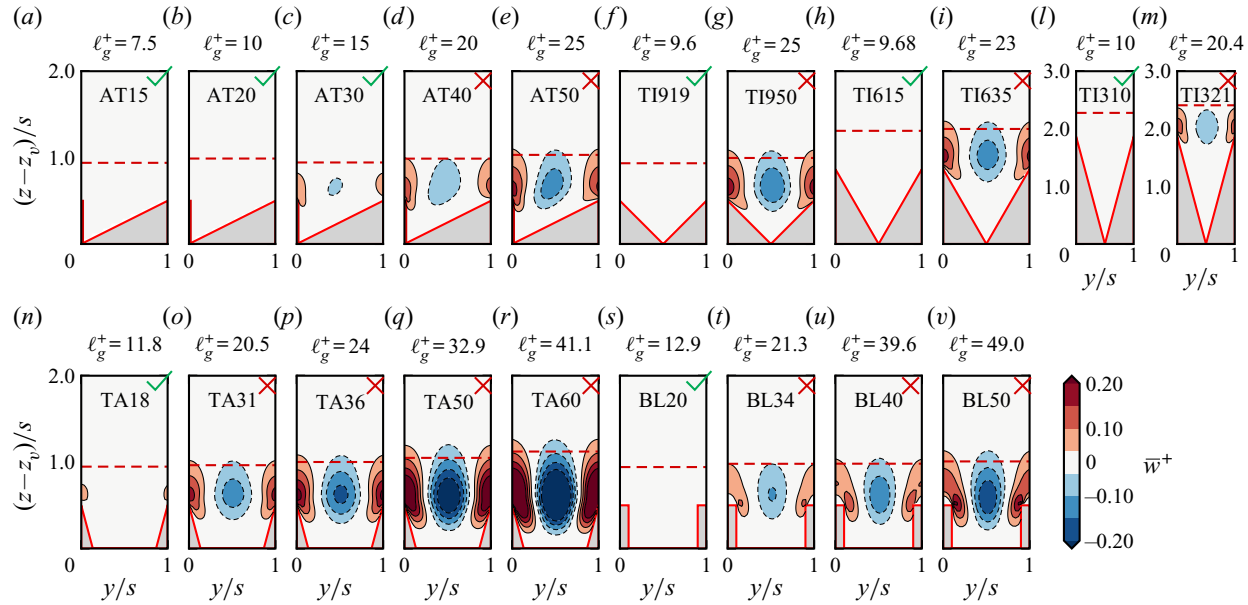 (a) (b) (c) (d) (e) (f) (g) (h) (i) (l) (m)
ℓg+ = 7.5 ℓg+ = 10 ℓg+ = 15 ℓg+ = 20 ℓg+ = 25 ℓg+ = 9.6 ℓg+ = 25 ℓg+ = 9.68 ℓg+ = 23 ℓg+ = 10 ℓg+ = 20.4
2.0 3.0 3.0
AT15 AT20 AT30 AT40 AT50 TI919 TI950 TI615 TI635 TI310 TI321
2.0 2.0
(z − zv)/s 1.0
1.0 1.0
0 0
0 1 0 1 0 1 0 1 0 1 0 1 0 1 0 1 0 1 0 1 0 1
y/s y/s
(n) (o) (p) (q) (r) (s) (t) (u) (v)
ℓg+ = 11.8 ℓg+ = 20.5 ℓg+ = 24 ℓg+ = 32.9 ℓg+ = 41.1 ℓg+ = 12.9 ℓg+ = 21.3 ℓg+ = 39.6 ℓg+ = 49.0
2.0 0.20
TA18 TA31 TA36 TA50 TA60 BL20 BL34 BL40 BL50
0.10
(z − zv)/s 1.0 0 w̅+
−0.10
−0.20
0 1 0 1 0 1 0 1 0 1 0 1 0 1 0 1 0 1
y/s y/s y/s y/s y/s y/s y/s y/s y/s